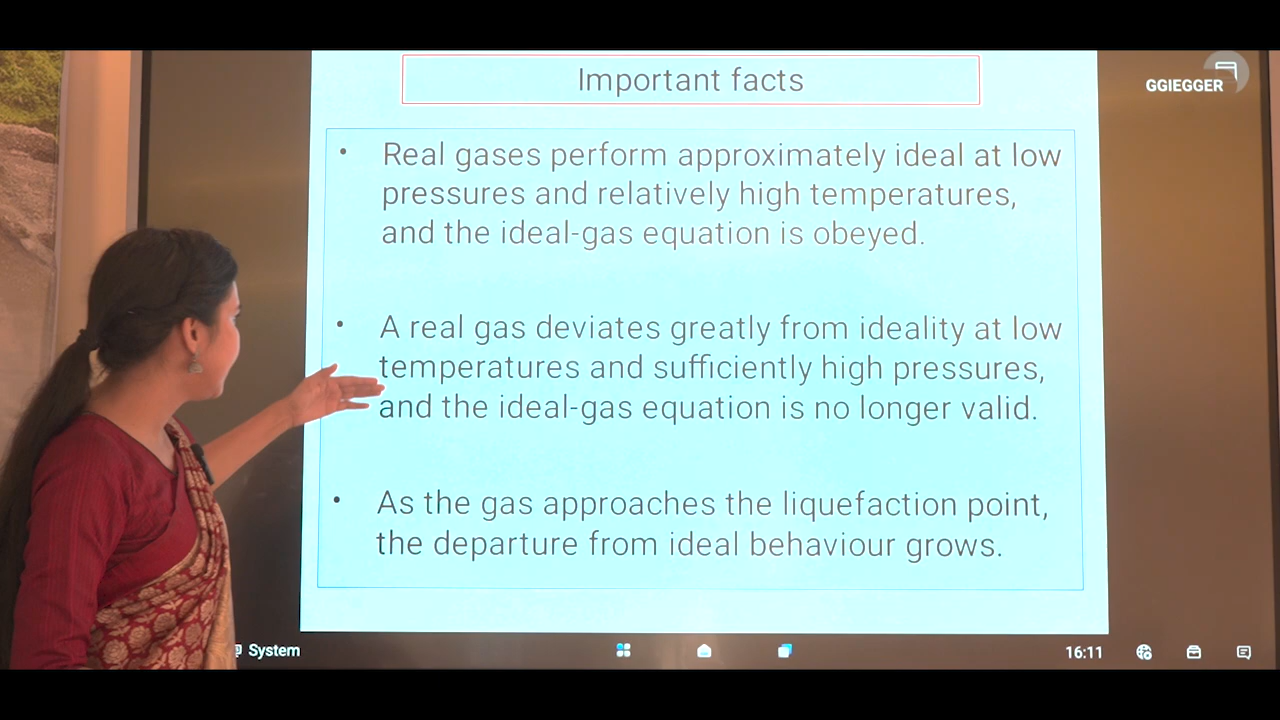 Important facts
GGIEGGER
• Real gases perform approximately ideal at low
pressures and relatively high temperatures,
and the ideal-gas equation is obeyed.
• A real gas deviates greatly from ideality at low
temperatures and sufficiently high pressures,
and the ideal-gas equation is no longer valid.
• As the gas approaches the liquefaction point,
the departure from ideal behaviour grows.
System
16:11